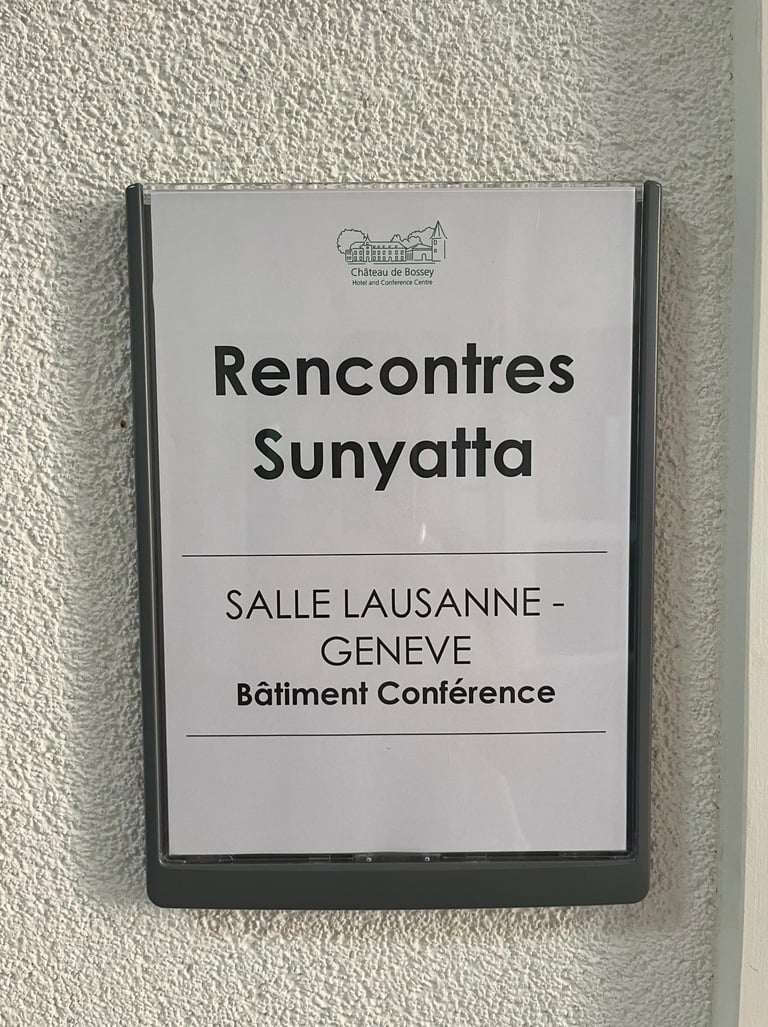 Château de Bossey
Hotel and Conference Centre
Rencontres
Sunyatta
SALLE LAUSANNE -
GENEVE
Bâtiment Conférence